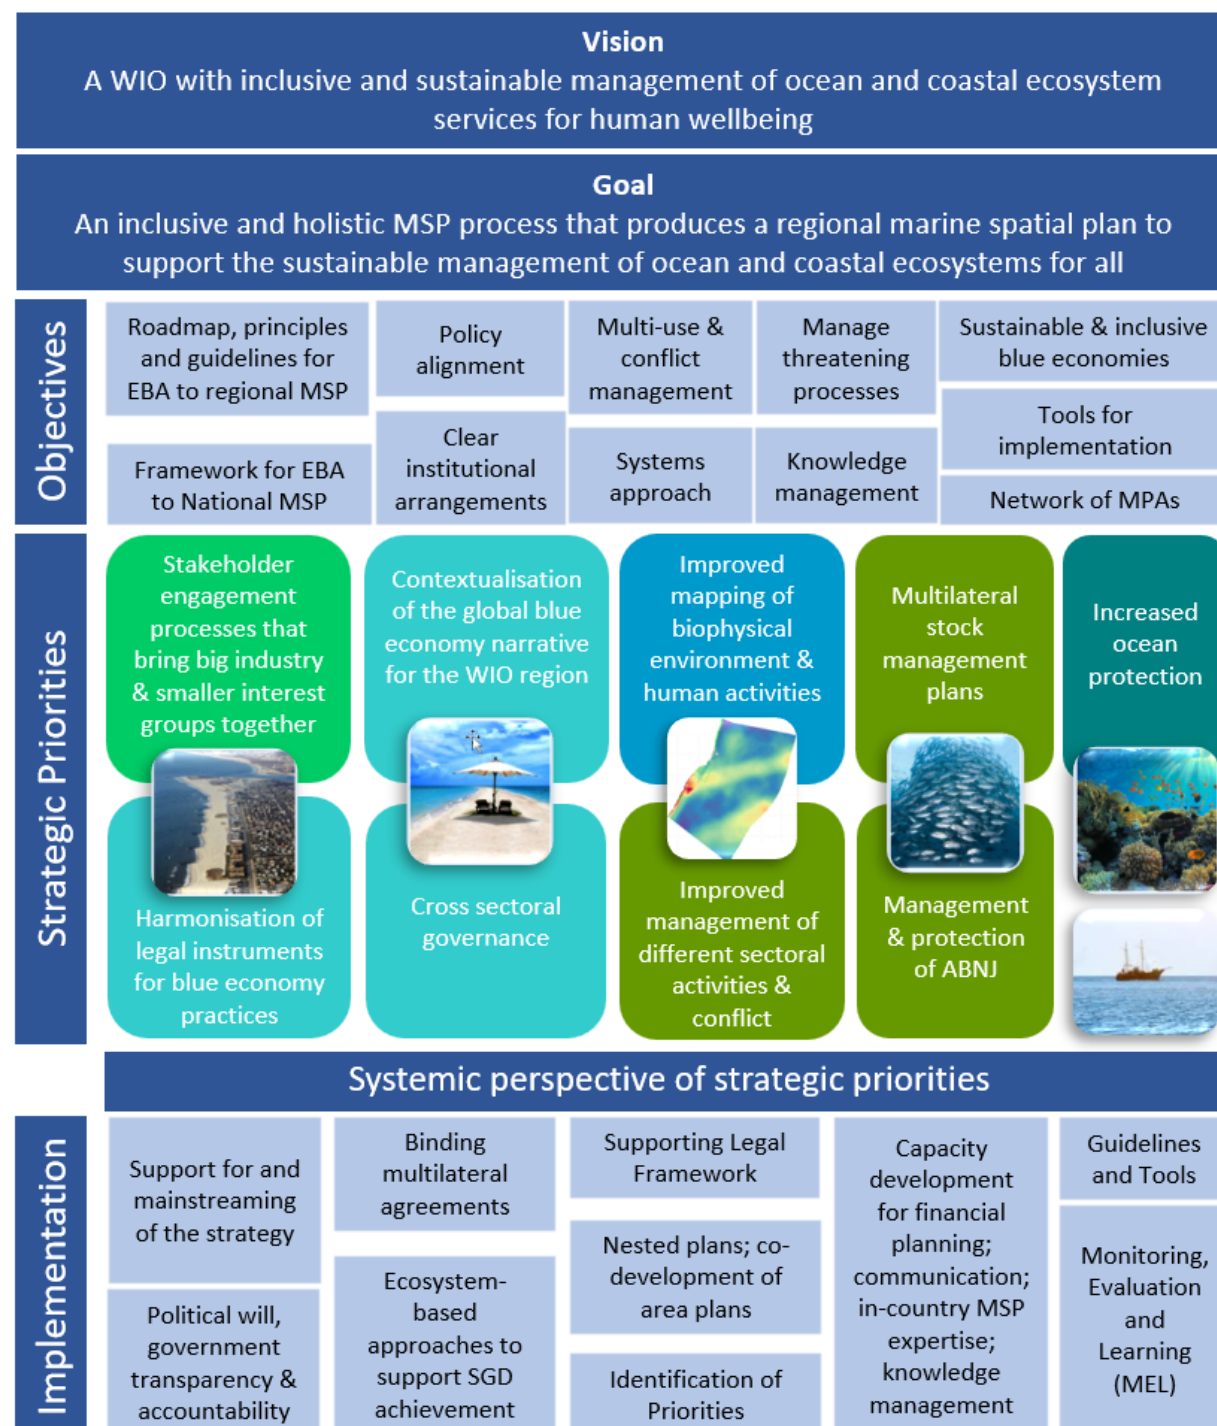 Vision
A WIO with inclusive and sustainable management of ocean and coastal ecosystem
services for human wellbeing
Goal
An inclusive and holistic MSP process that produces a regional marine spatial plan to
support the sustainable management of ocean and coastal ecosystems for all
Objectives
Roadmap, principles
and guidelines for
EBA to regional MSP
Framework for EBA
to National MSP
Policy
alignment
Clear
institutional
arrangements
Multi-use &
conflict
management
Systems
approach
Manage
threatening
processes
Knowledge
management
Sustainable & inclusive
blue economies
Tools for
implementation
Network of MPAs
Strategic Priorities
Stakeholder
engagement
processes that
bring big industry
& smaller interest
groups together
Contextualisation
of the global blue
economy narrative
for the WIO region
Improved
mapping of
biophysical
environment &
human activities
Multilateral
stock
management
plans
Increased
ocean
protection
Harmonisation of
legal instruments
for blue economy
practices
Cross sectoral
governance
Improved
management of
different sectoral
activities &
conflict
Management
& protection
of ABNJ
Systemic perspective of strategic priorities
Implementation
Support for and
mainstreaming
of the strategy
Political will,
government
transparency &
accountability
Binding
multilateral
agreements
Ecosystem-
based
approaches to
support SGD
achievement
Supporting Legal
Framework
Nested plans; co-
development of
area plans
Identification of
Priorities
Capacity
development
for financial
planning;
communication;
in-country MSP
expertise;
knowledge
management
Guidelines
and Tools
Monitoring,
Evaluation
and
Learning
(MEL)